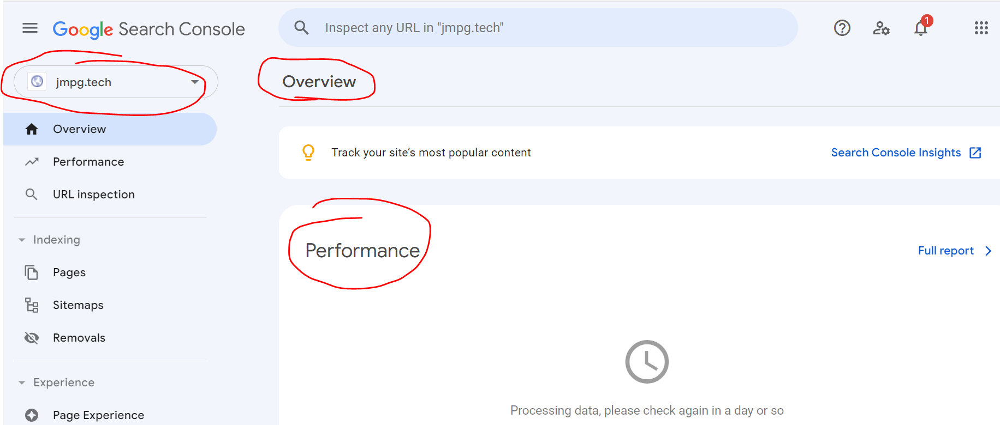 Google Search Console
Inspect any URL in "jmpg.tech"
1
jmpg.tech
Overview
Performance
URL inspection
Indexing
Pages
Sitemaps
Removals
Experience
Page Experience
Overview
Track your site’s most popular content
Search Console Insights
Performance
Full report
Processing data, please check again in a day or so